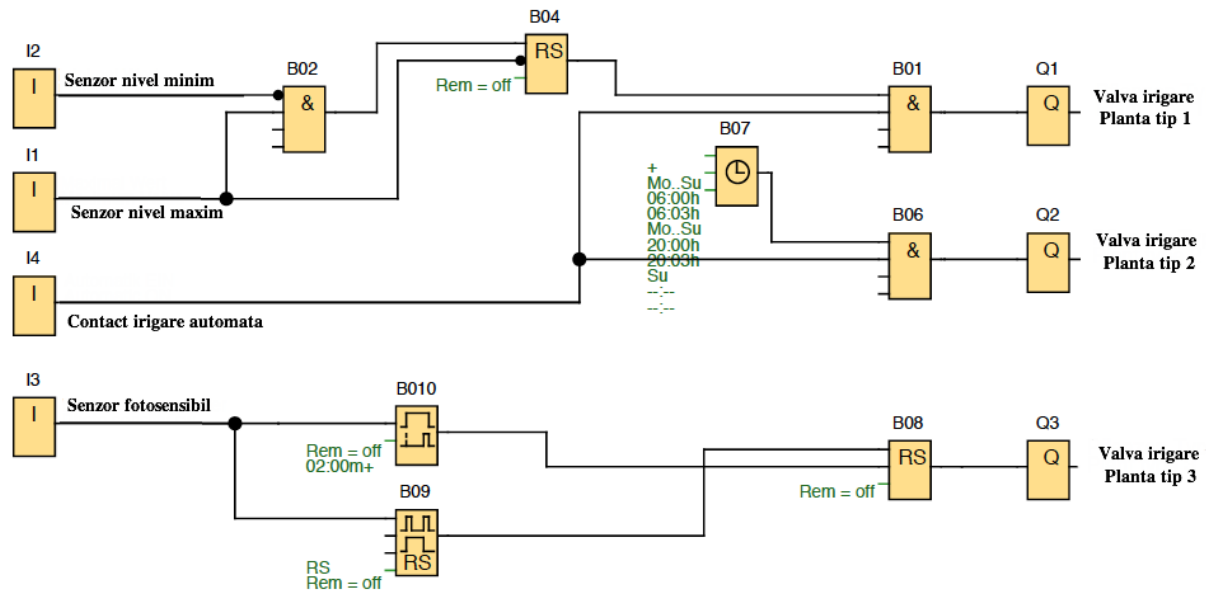 I2
I
Senzor nivel minim
B02
&
B04
RS
Rem = off
B01
&
Q1
Q
Valva irigare
Planta tip 1
I1
I
Senzor nivel maxim
B07
+
Mo..Su
06:00h
06:03h
Mo..Su
20:00h
20:03h
Su
--:--
--:--
B06
&
Q2
Q
Valva irigare
Planta tip 2
I4
I
Contact irigare automata
I3
I
Senzor fotosensibil
B010
Rem = off
02:00m+
B09
RS
RS
Rem = off
B08
RS
Rem = off
Q3
Q
Valva irigare
Planta tip 3